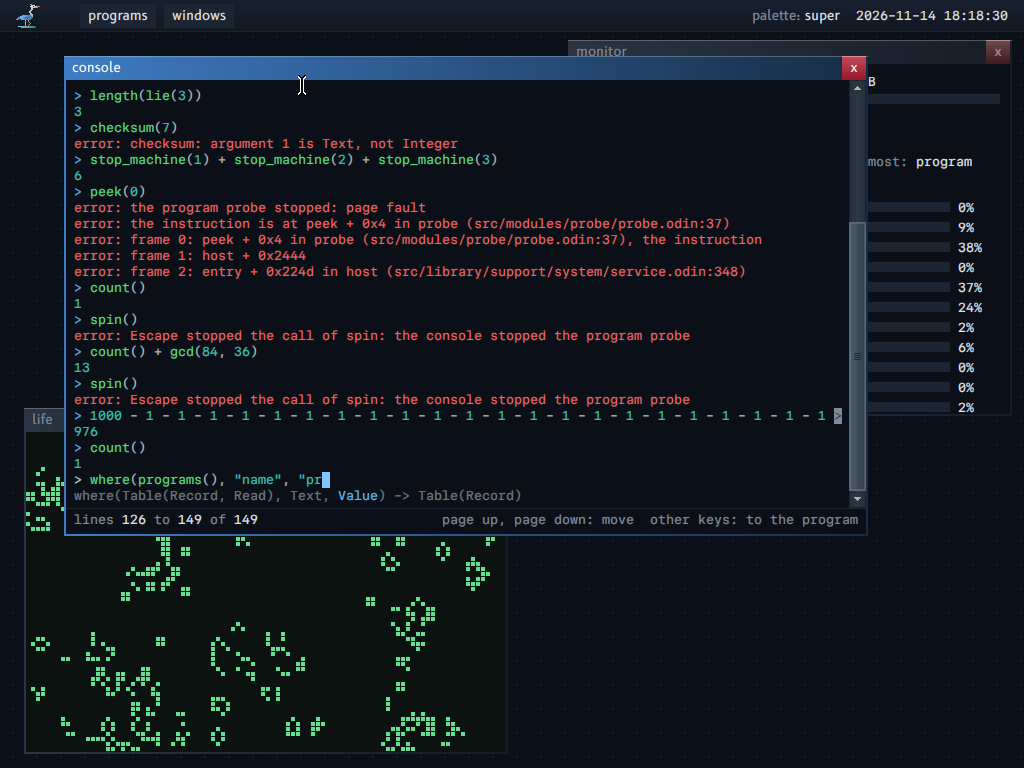 programs windows palette: super 2026-11-14 18:18:30
monitor x
console x
B
> length(lie(3))
3
> checksum(7)
error: checksum: argument 1 is Text, not Integer
> stop_machine(1) + stop_machine(2) + stop_machine(3)
6
most: program
> peek(0)
error: the program probe stopped: page fault
0%
error: the instruction is at peek + 0x4 in probe (src/modules/probe/probe.odin:37)
9%
error: frame 0: peek + 0x4 in probe (src/modules/probe/probe.odin:37), the instruction
38%
error: frame 1: host + 0x2444
0%
error: frame 2: entry + 0x224d in host (src/library/support/system/service.odin:348)
> count()
37%
1
24%
> spin()
2%
error: Escape stopped the call of spin: the console stopped the program probe
> count() + gcd(84, 36)
6%
13
0%
> spin()
0%
error: Escape stopped the call of spin: the console stopped the program probe
2%
> 1000 - 1 - 1 - 1 - 1 - 1 - 1 - 1 - 1 - 1 - 1 - 1 - 1 - 1 - 1 - 1 - 1 - 1 - 1 - 1 - 1 - 1 - 1 >
life
976
> count()
1
> where(programs(), "name", "pr
where(Table(Record, Read), Text, Value) -> Table(Record)
lines 126 to 149 of 149 page up, page down: move other keys: to the program